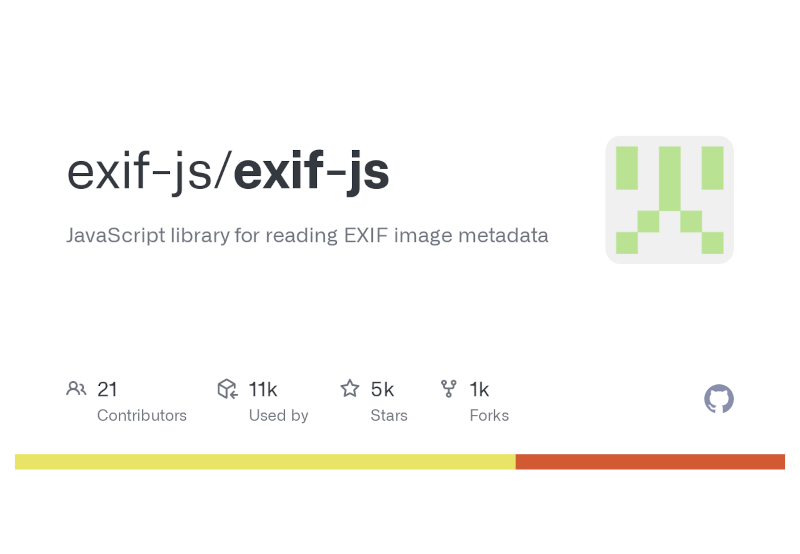 exif-js/exif-js
JavaScript library for reading EXIF image metadata
21
Contributors
11k
Used by
5k
Stars
1k
Forks